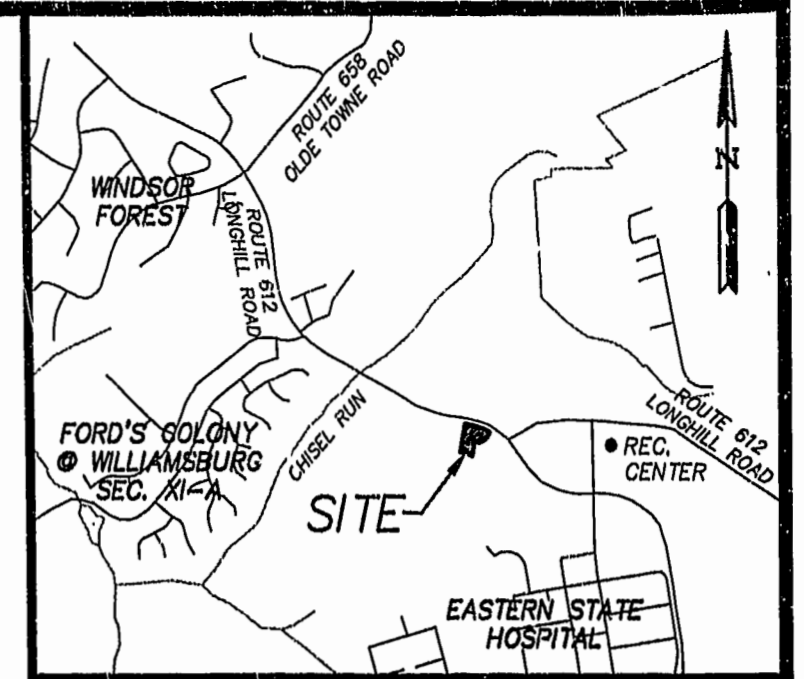 ROUTE 658
OLDE TOWNE ROAD
WINDSOR
FOREST
ROUTE 612
LONGHILL ROAD
N
ROUTE 612
LONGHILL ROAD
REC.
CENTER
CHISEL RUN
FORD'S COLONY
@ WILLIAMSBURG
SEC. XI-A
SITE
EASTERN STATE
HOSPITAL